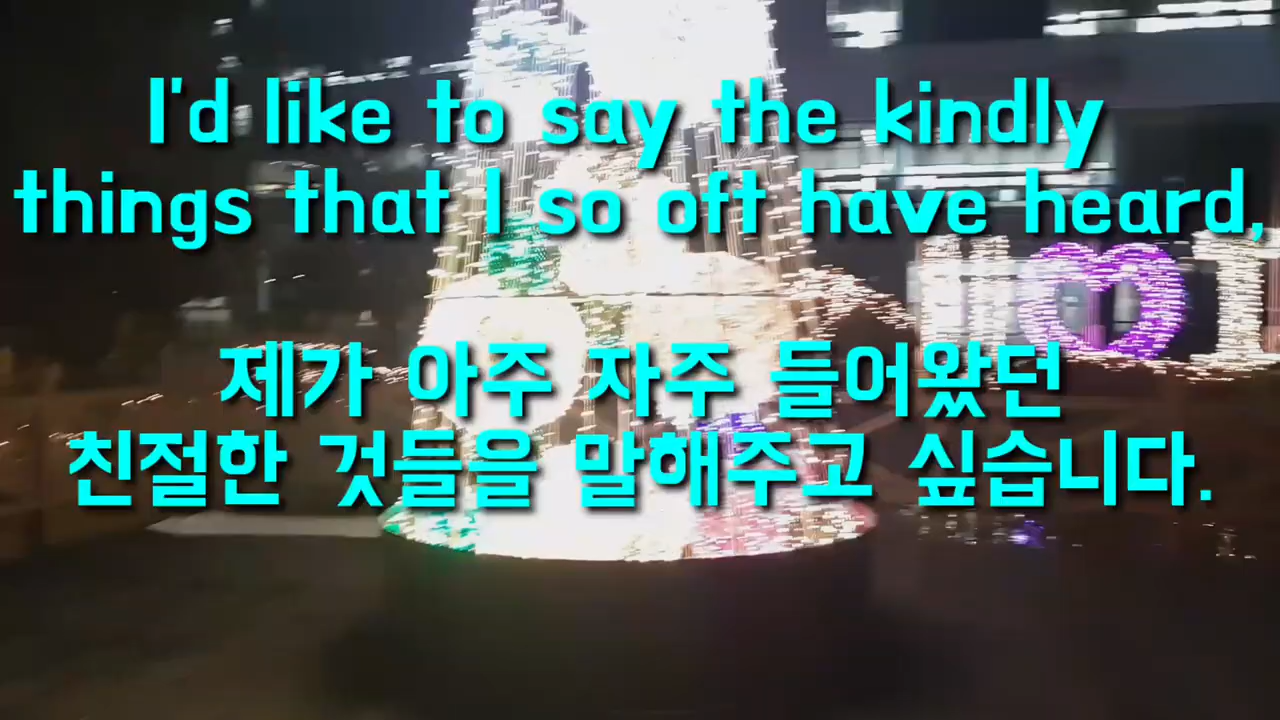 I'd like to say the kindly
things that I so oft have heard,
제가 아주 자주 들어왔던
친절한 것들을 말해주고 싶습니다.